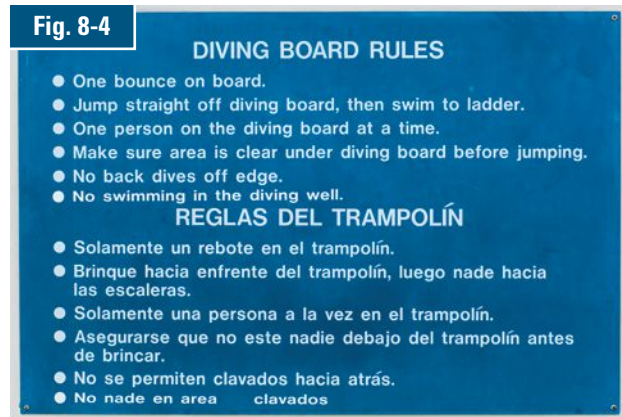 Fig. 8-4
DIVING BOARD RULES
● One bounce on board.
● Jump straight off diving board, then swim to ladder.
● One person on the diving board at a time.
● Make sure area is clear under diving board before jumping.
● No back dives off edge.
● No swimming in the diving well.
REGLAS DEL TRAMPOLÍN
● Solamente un rebote en el trampolín.
● Brinque hacia enfrente del trampolín, luego nade hacia
las escaleras.
● Solamente una persona a la vez en el trampolín.
● Asegurarse que no este nadie debajo del trampolín antes
de brincar.
● No se permiten clavados hacia atrás.
● No nade en area clavados